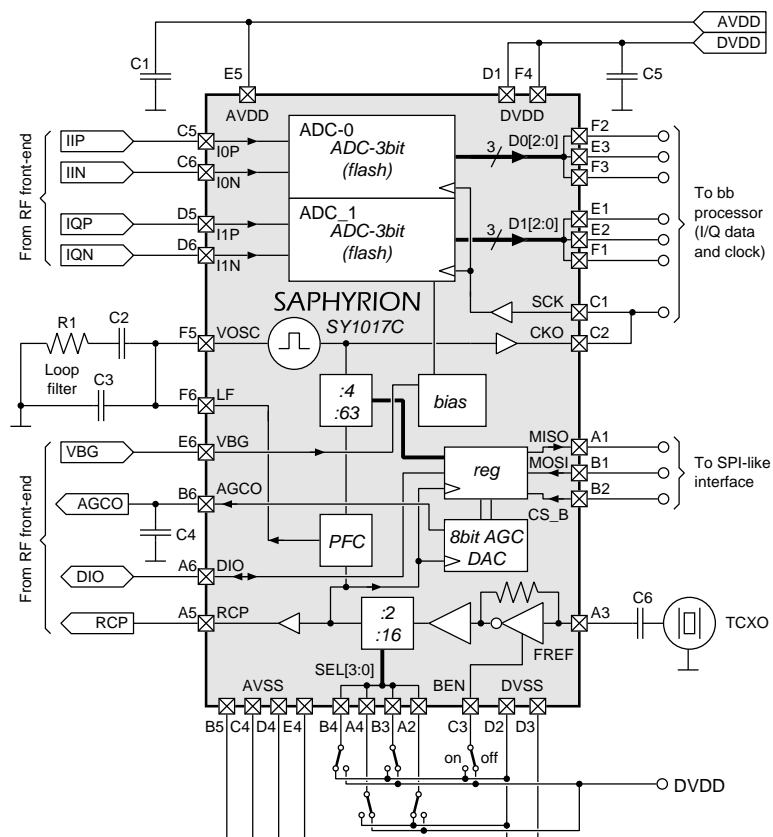 AVDD
DVDD
C1
E5
D1
F4
C5
AVDD
DVDD
From RF front-end
IIP
C5
I0P
IIN
C6
I0N
IQP
D5
I1P
IQN
D6
I1N
ADC-0
ADC-3bit
(flash)
3
D0[2:0]
F2
E3
F3
ADC_1
ADC-3bit
(flash)
3
D1[2:0]
E1
E2
F1
To bb
processor
(I/Q data
and clock)
SAPHYRION
SY1017C
SCK
C1
CKO
C2
R1
C2
Loop
filter
C3
F5
VOSC
F6
LF
:4
:63
bias
From RF front-end
VBG
E6
VBG
AGCO
B6
AGCO
C4
DIO
A6
DIO
RCP
A5
RCP
reg
MISO
A1
MOSI
B1
CS_B
B2
To SPI-like
interface
PFC
8bit AGC
DAC
:2
:16
FREF
A3
C6
TCXO
SEL[3:0]
AVSS
BEN
DVSS
B5
C4
D4
E4
B4
A4
B3
A2
C3
D2
D3
on
off
DVDD